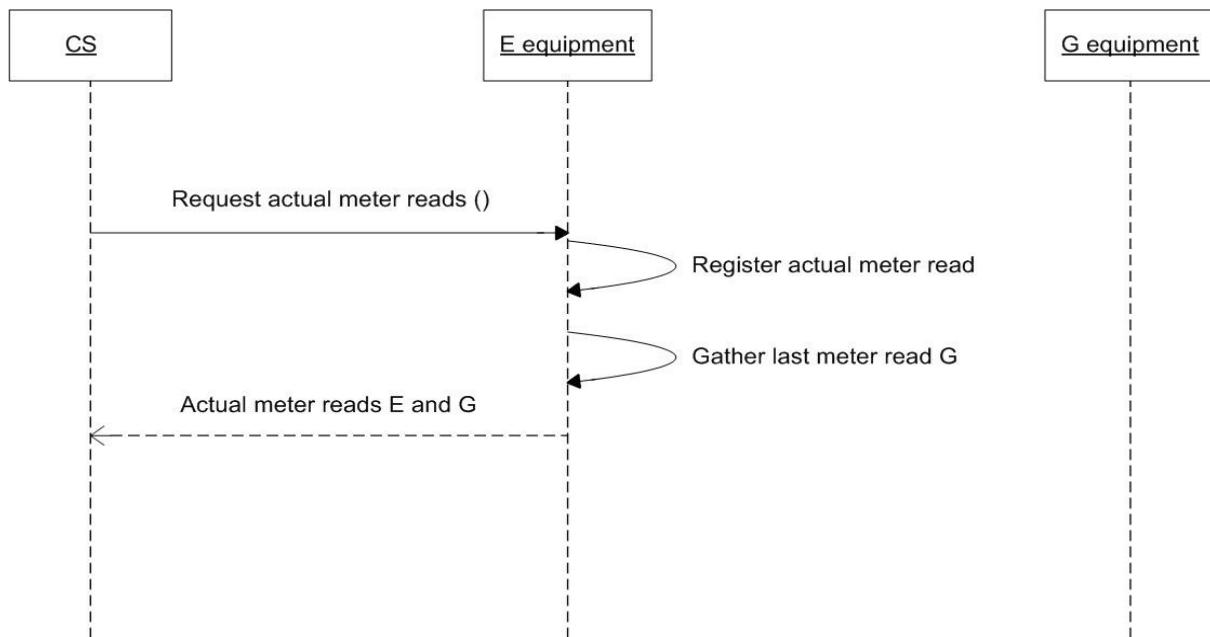 CS
E equipment
G equipment
Request actual meter reads ()
Register actual meter read
Gather last meter read G
Actual meter reads E and G